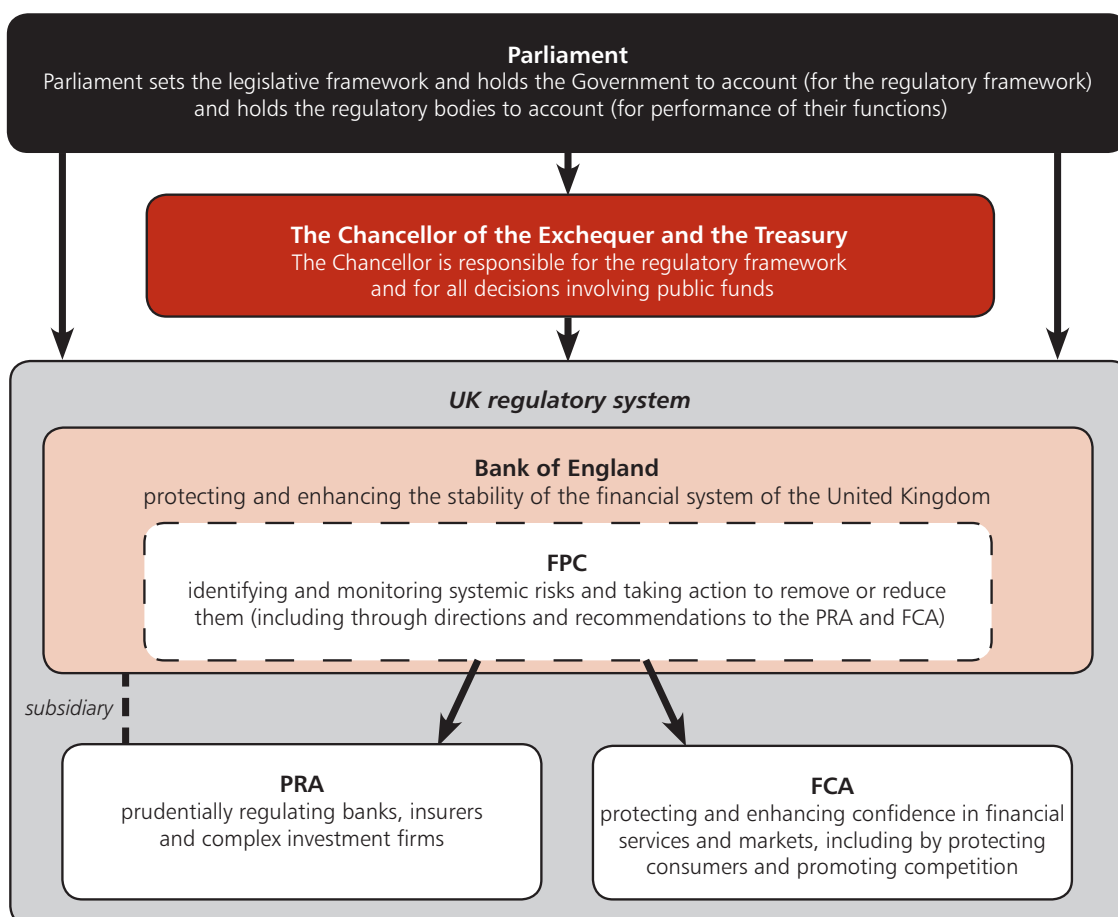 Parliament
Parliament sets the legislative framework and holds the Government to account (for the regulatory framework)
and holds the regulatory bodies to account (for performance of their functions)
The Chancellor of the Exchequer and the Treasury
The Chancellor is responsible for the regulatory framework
and for all decisions involving public funds
UK regulatory system
Bank of England
protecting and enhancing the stability of the financial system of the United Kingdom
FPC
identifying and monitoring systemic risks and taking action to remove or reduce
them (including through directions and recommendations to the PRA and FCA)
subsidiary
PRA
prudentially regulating banks, insurers
and complex investment firms
FCA
protecting and enhancing confidence in financial
services and markets, including by protecting
consumers and promoting competition